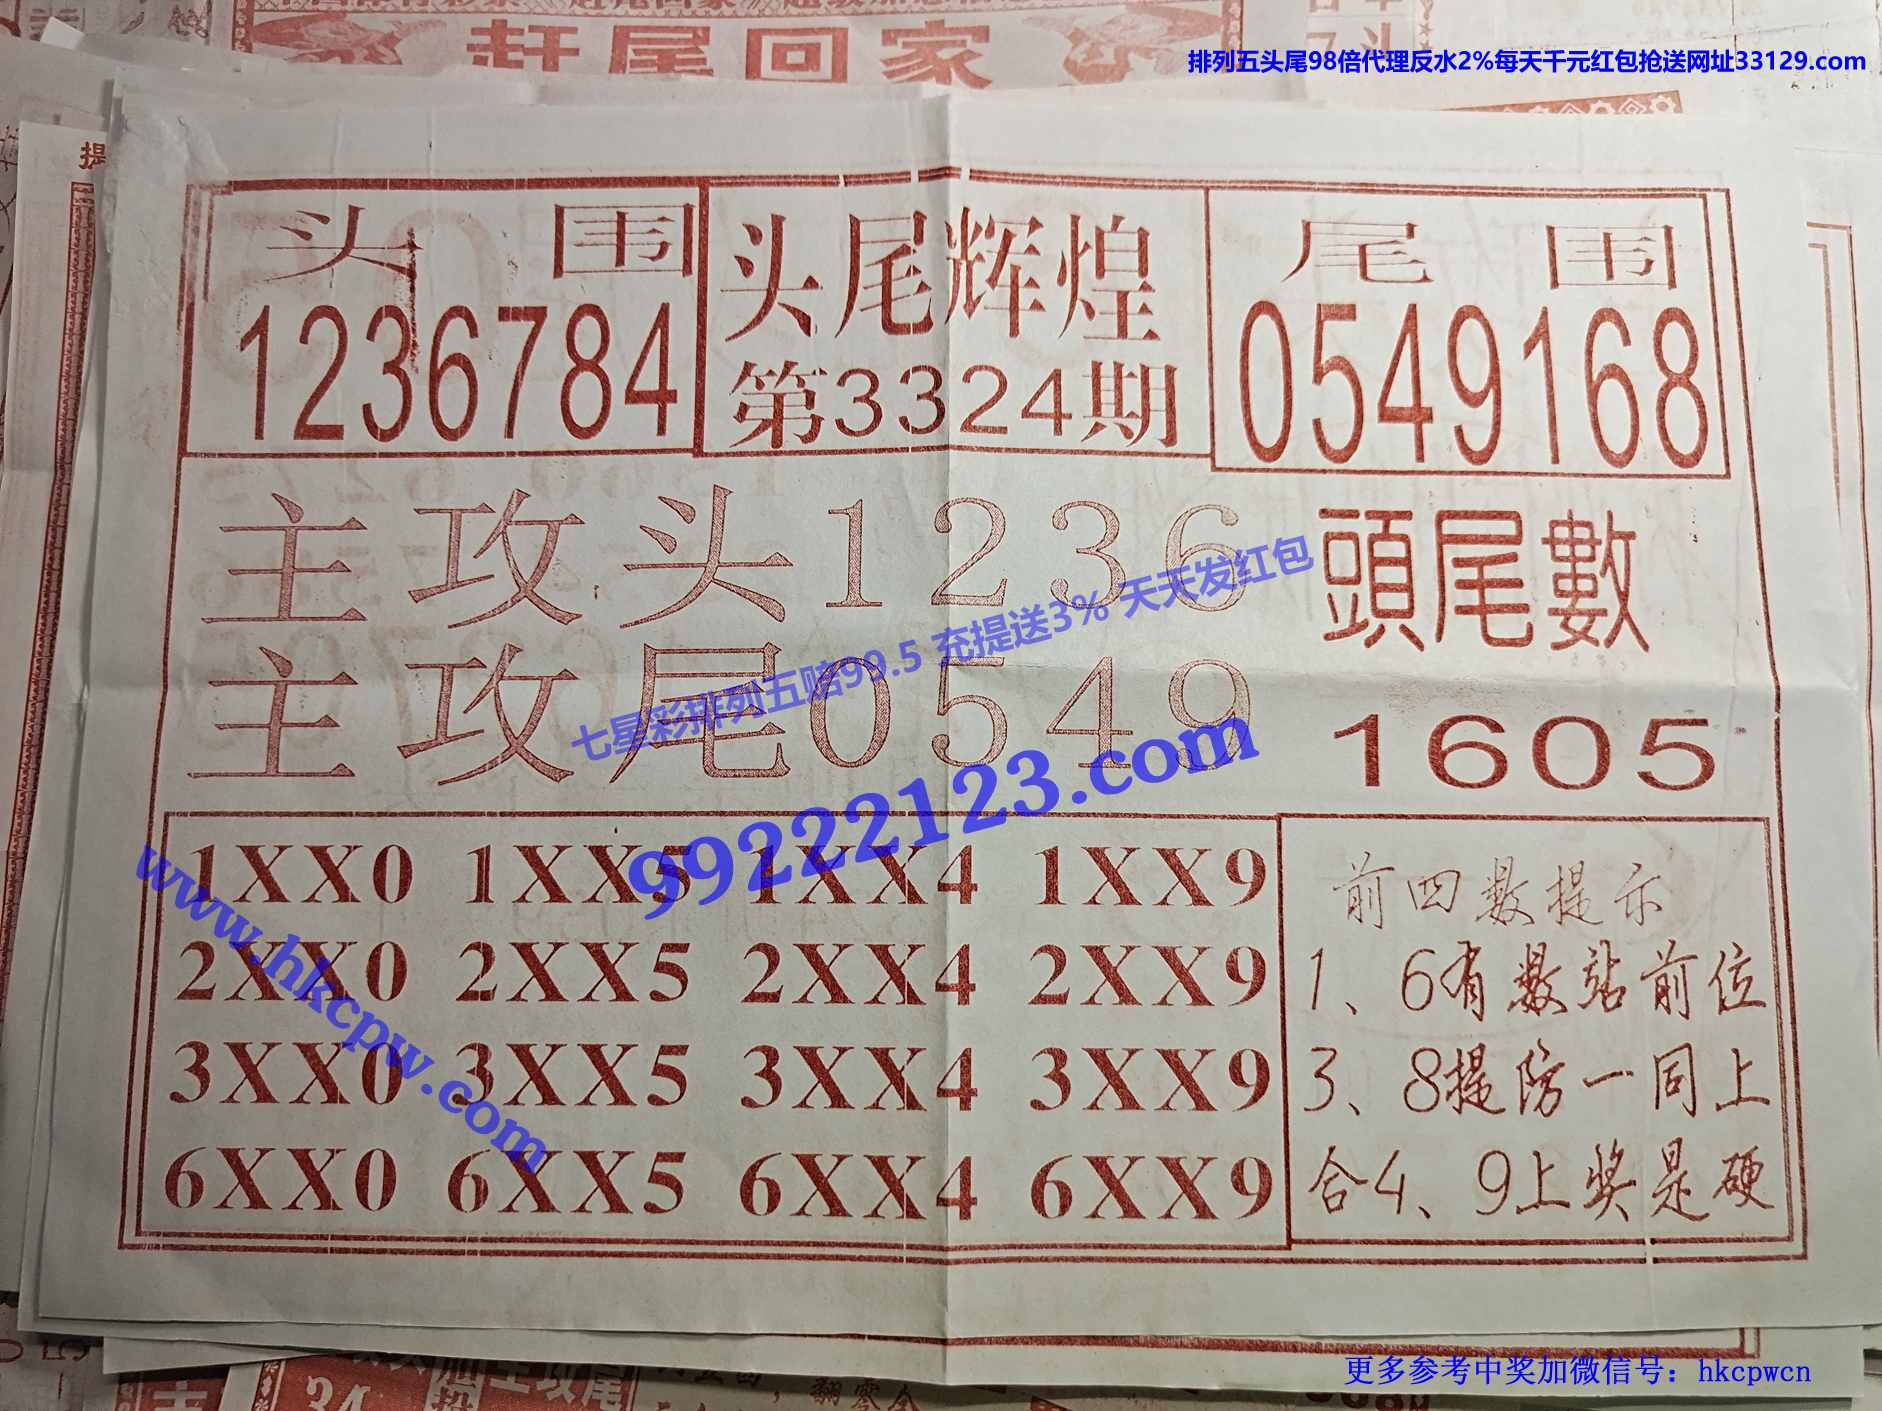 赶尾回家
排列五头尾98倍代理反水2%每天千元红包抢送网址33129.com
提
头围
1236784
头尾辉煌
第3324期
尾围
0549168
主攻头1236
主攻尾0549
頭尾數
1605
七星彩排列五赔99.5 充提送3% 天天发红包
99222123.com
www.hkcpw.com
1XX0 1XX5 1XX4 1XX9
2XX0 2XX5 2XX4 2XX9
3XX0 3XX5 3XX4 3XX9
6XX0 6XX5 6XX4 6XX9
前四数提示
1、6有数站前位
3、8提防一同上
合4、9上奖是硬
更多参考中奖加微信号：hkcpwcn